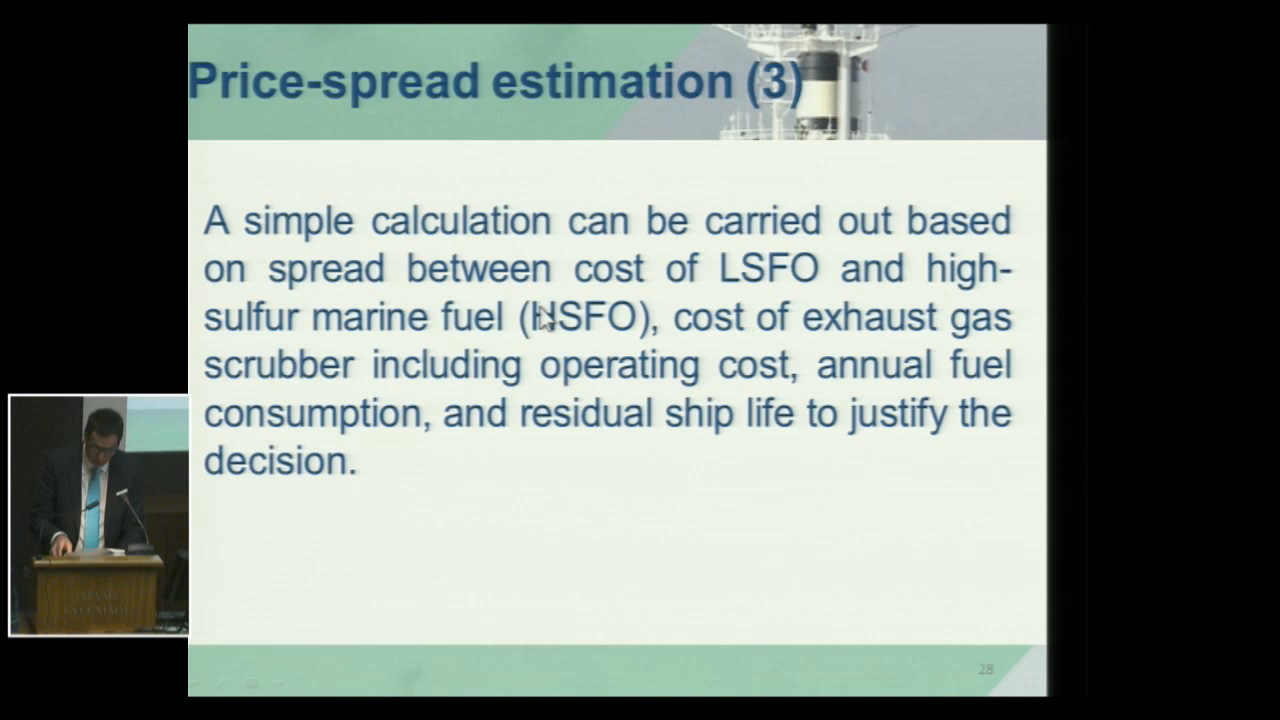 Price-spread estimation (3)
A simple calculation can be carried out based
on spread between cost of LSFO and high-
sulfur marine fuel (HSFO), cost of exhaust gas
scrubber including operating cost, annual fuel
consumption, and residual ship life to justify the
decision.
28
ΙΔΡΥΜΑ
ΕΥΓΕΝΙΔΟΥ